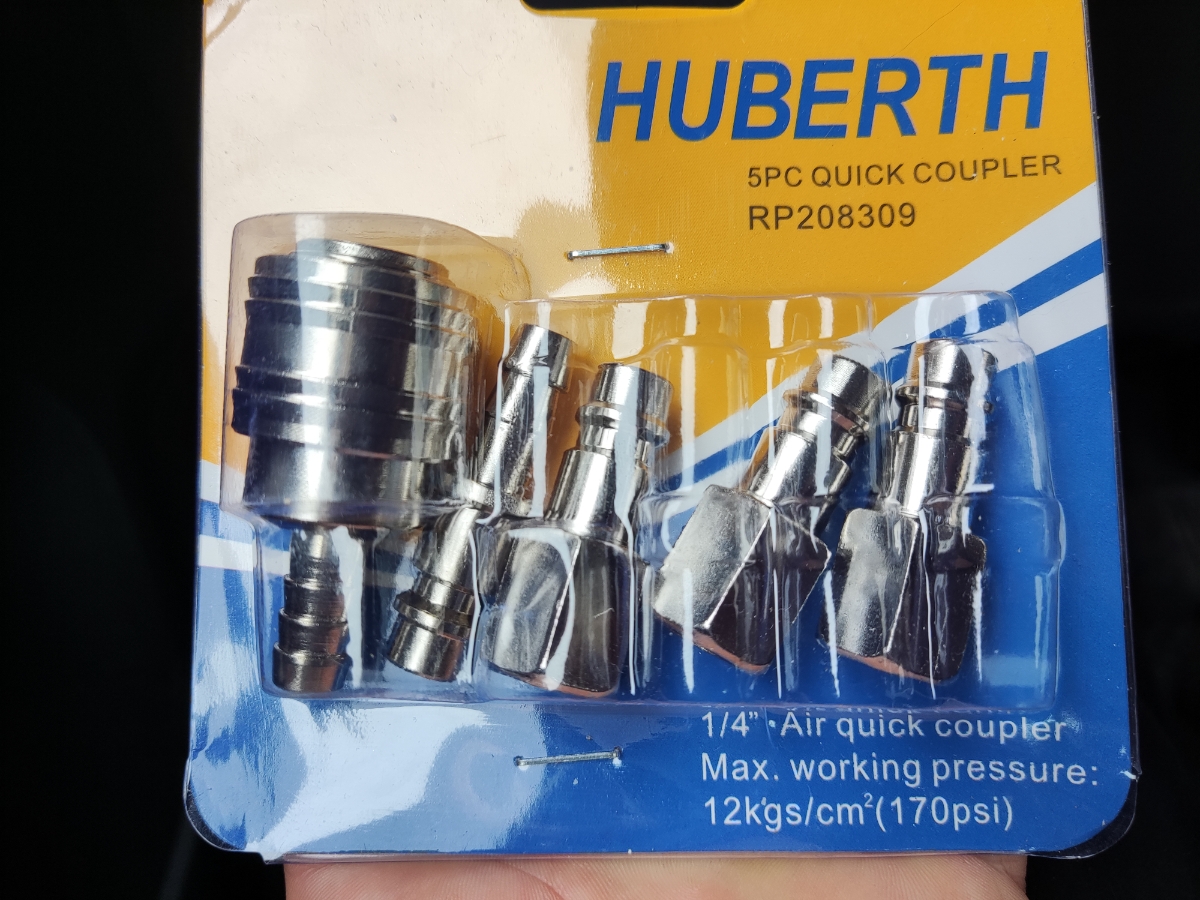 HUBERTH
5PC QUICK COUPLER
RP208309
1/4" Air quick coupler
Max. working pressure:
12kgs/cm²(170psi)